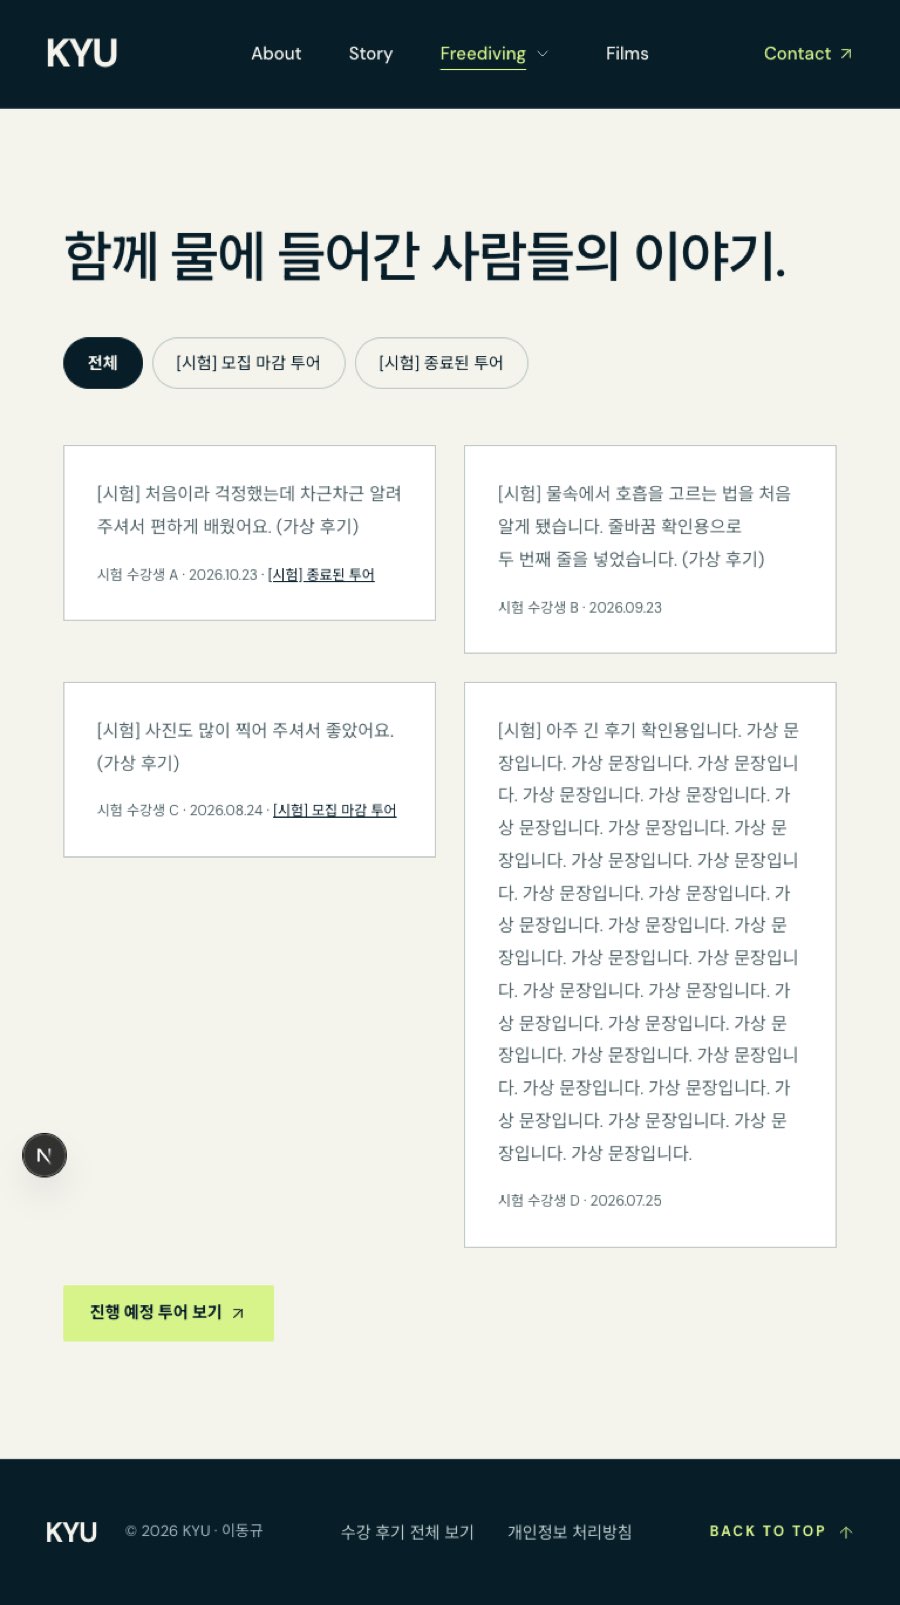 KYU
About
Story
Freediving
Films
Contact
함께 물에 들어간 사람들의 이야기.
전체
[시험] 모집 마감 투어
[시험] 종료된 투어
[시험] 처음이라 걱정했는데 차근차근 알려
주셔서 편하게 배웠어요. (가상 후기)
시험 수강생 A · 2026.10.23 · [시험] 종료된 투어
[시험] 물속에서 호흡을 고르는 법을 처음
알게 됐습니다. 줄바꿈 확인용으로
두 번째 줄을 넣었습니다. (가상 후기)
시험 수강생 B · 2026.09.23
[시험] 사진도 많이 찍어 주셔서 좋았어요.
(가상 후기)
시험 수강생 C · 2026.08.24 · [시험] 모집 마감 투어
[시험] 아주 긴 후기 확인용입니다. 가상 문
장입니다. 가상 문장입니다. 가상 문장입니
다. 가상 문장입니다. 가상 문장입니다. 가
상 문장입니다. 가상 문장입니다. 가상 문
장입니다. 가상 문장입니다. 가상 문장입니
다. 가상 문장입니다. 가상 문장입니다. 가
상 문장입니다. 가상 문장입니다. 가상 문
장입니다. 가상 문장입니다. 가상 문장입니
다. 가상 문장입니다. 가상 문장입니다. 가
상 문장입니다. 가상 문장입니다. 가상 문
장입니다. 가상 문장입니다. 가상 문장입니
다. 가상 문장입니다. 가상 문장입니다. 가
상 문장입니다. 가상 문장입니다. 가상 문
장입니다. 가상 문장입니다.
시험 수강생 D · 2026.07.25
N
진행 예정 투어 보기
KYU
© 2026 KYU · 이동규
수강 후기 전체 보기
개인정보 처리방침
BACK TO TOP